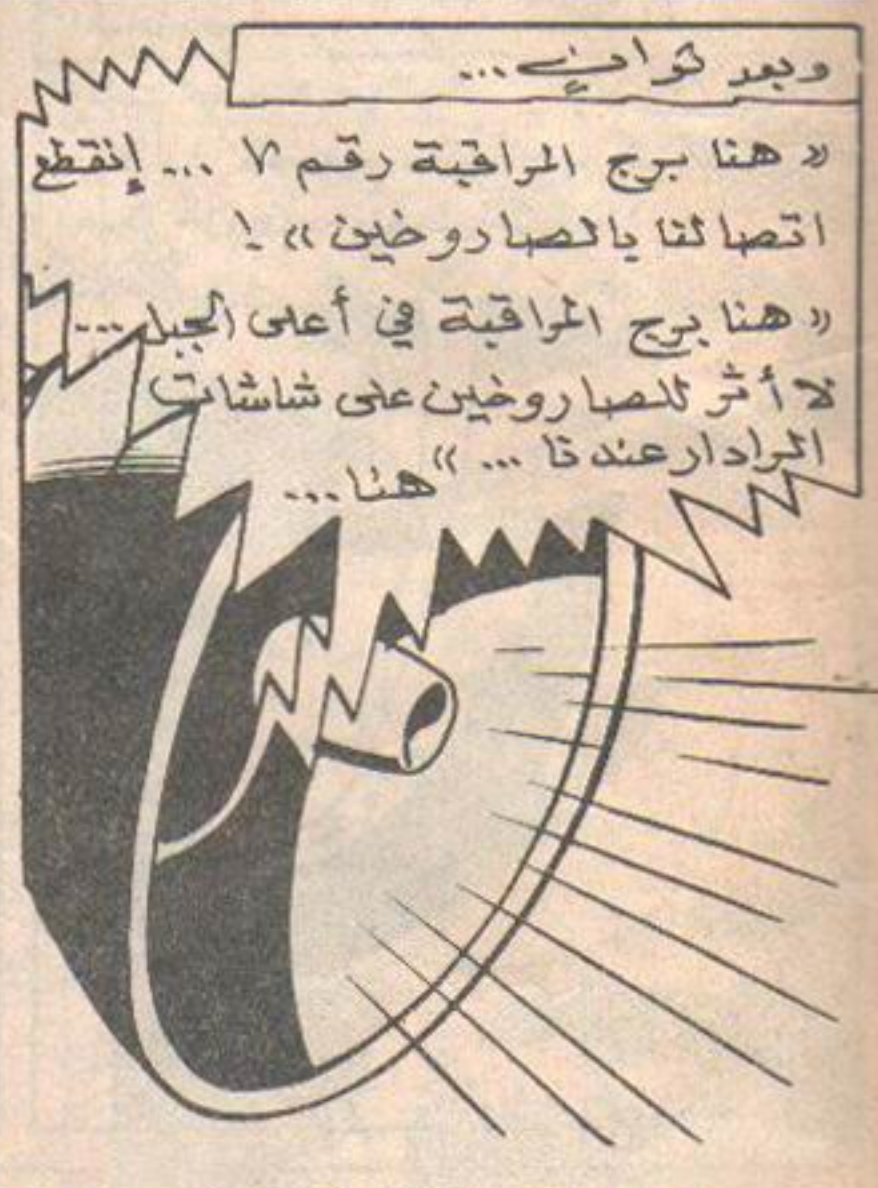 وبعد ثوانٍ...
« هنا برج المراقبة رقم ٧ ... إنقطع
اتصالنا بالصاروخين » !
« هنا برج المراقبة في أعلى الجبل ...
لا أثر للصاروخين على شاشات
الرادار عندنا ... » « هنا ...